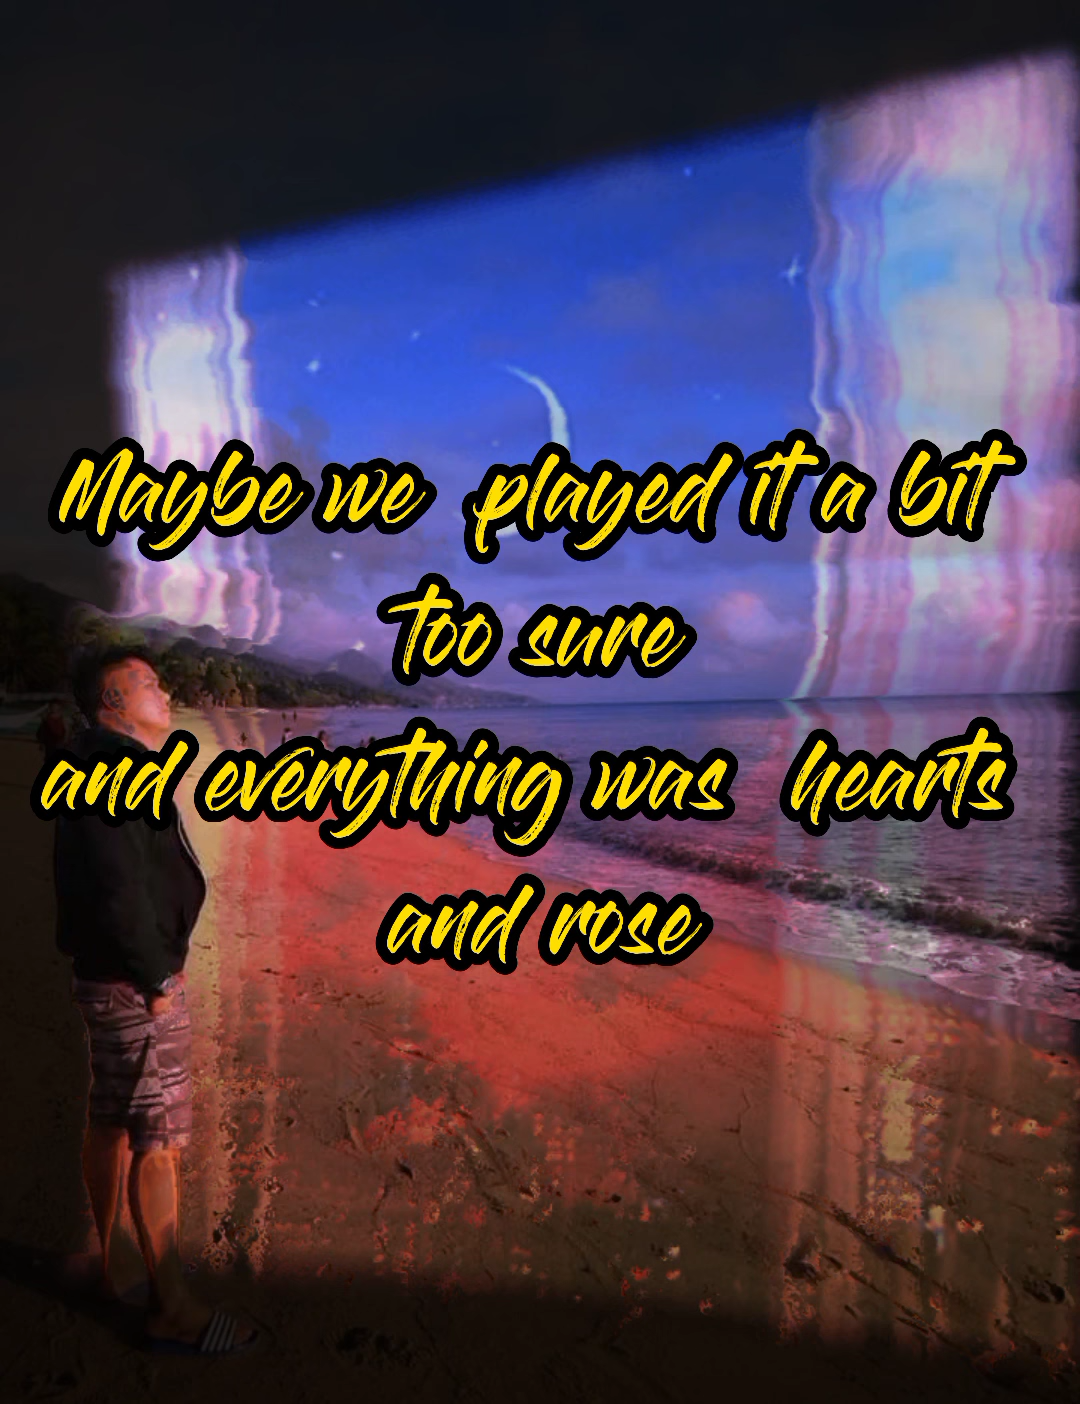 Maybe we played it a bit
too sure
and everything was hearts
and rose